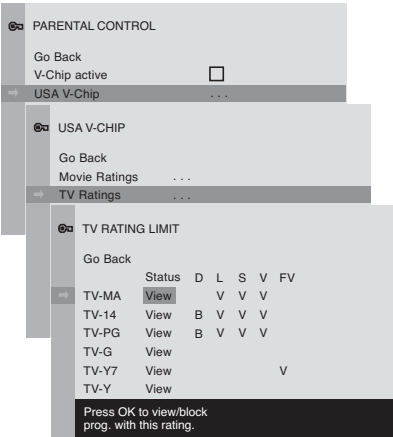 PARENTAL CONTROL
Go Back
V-Chip active
USA V-Chip . . .
USA V-CHIP
Go Back
Movie Ratings . . .
TV Ratings . . .
TV RATING LIMIT
Go Back
Status D L S V FV
TV-MA View V V V
TV-14 View B V V V
TV-PG View B V V V
TV-G View
TV-Y7 View V
TV-Y View
Press OK to view/block
prog. with this rating.